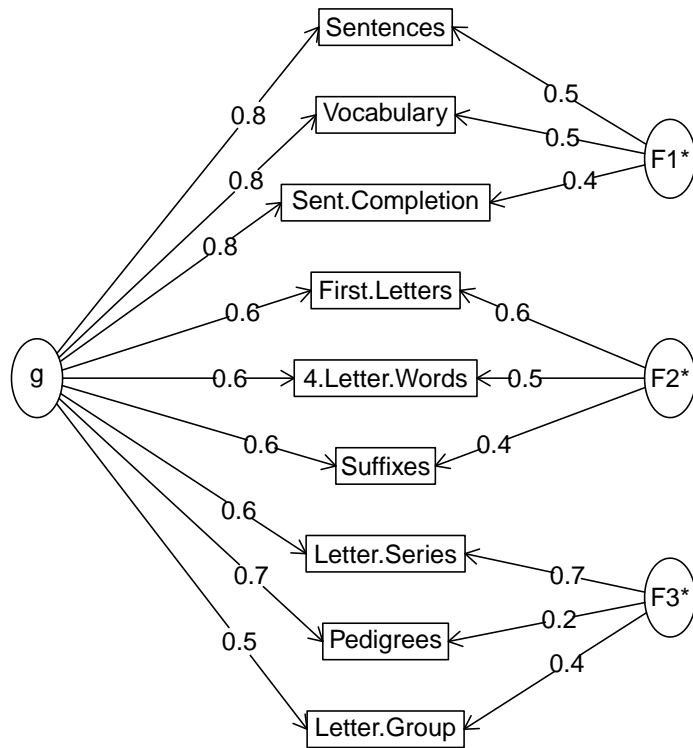 Sentences
0.8
0.5
Vocabulary
0.8
0.5
F1*
Sent.Completion
0.8
0.4
First.Letters
0.6
0.6
g
0.6
4.Letter.Words
0.5
F2*
0.6
Suffixes
0.4
0.6
Letter.Series
0.7
F3*
0.7
Pedigrees
0.2
0.5
0.4
Letter.Group